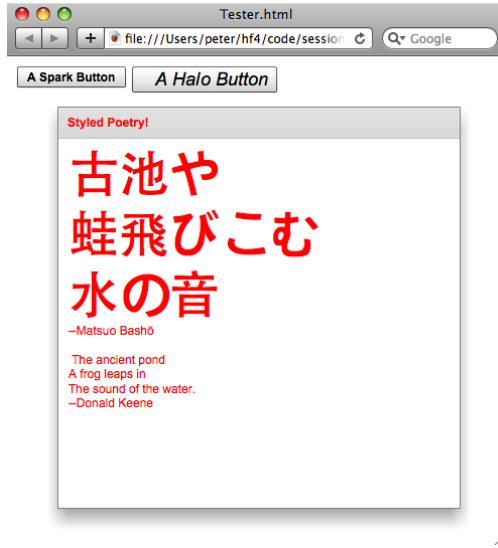 Tester.html
file:///Users/peter/hf4/code/session
Google
A Spark Button
A Halo Button
Styled Poetry!
古池や
蛙飛びこむ
水の音
—Matsuo Bashō
The ancient pond
A frog leaps in
The sound of the water.
—Donald Keene